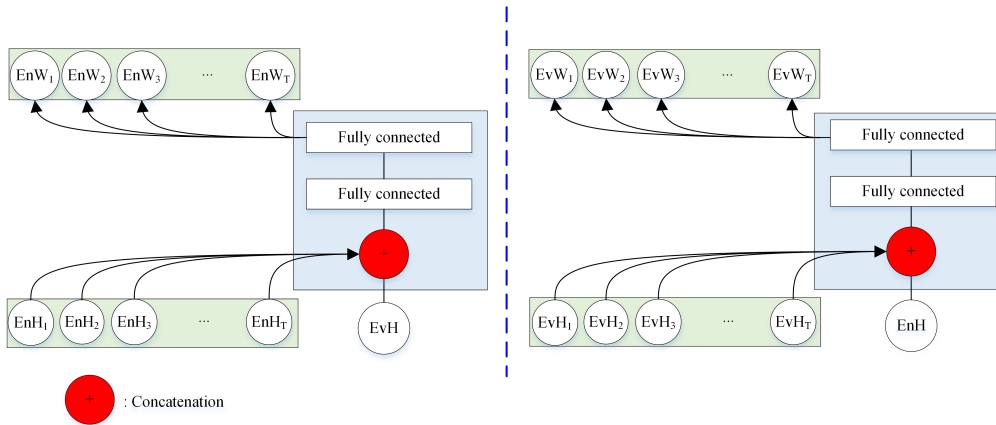 EnW1 EnW2 EnW3 ... EnWT
Fully connected
Fully connected
+
EnH1 EnH2 EnH3 ... EnHT
EvH
EvW1 EvW2 EvW3 ... EvWT
Fully connected
Fully connected
+
EvH1 EvH2 EvH3 ... EvHT
EnH
+ : Concatenation